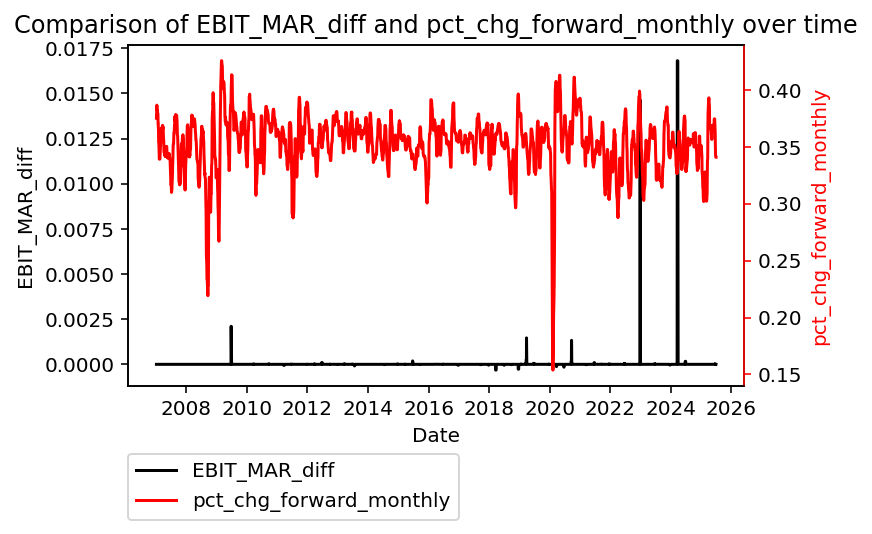 Comparison of EBIT_MAR_diff and pct_chg_forward_monthly over time
0.0175
0.0150
0.0125
0.0100
0.0075
0.0050
0.0025
0.0000
EBIT_MAR_diff
0.40
0.35
0.30
0.25
0.20
0.15
pct_chg_forward_monthly
2008 2010 2012 2014 2016 2018 2020 2022 2024 2026
Date
EBIT_MAR_diff
pct_chg_forward_monthly